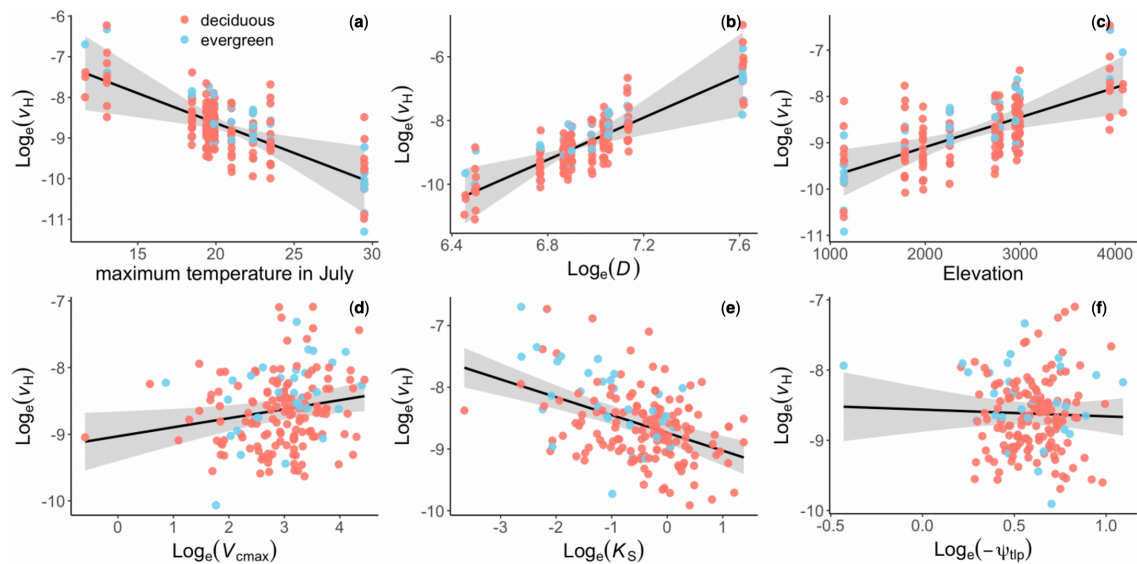 (a) (b) (c)
deciduous
evergreen
Logₑ(vH) Logₑ(vH) Logₑ(vH)
-6 -7 -8 -9 -10 -11
-6 -8 -10
-7 -8 -9 -10 -11
15 20 25 30
6.4 6.8 7.2 7.6
1000 2000 3000 4000
maximum temperature in July Logₑ(D) Elevation
(d) (e) (f)
Logₑ(vH) Logₑ(vH) Logₑ(vH)
-7 -8 -9 -10
-7 -8 -9 -10
-7 -8 -9 -10
0 1 2 3 4
-3 -2 -1 0 1
-0.5 0.0 0.5 1.0
Logₑ(Vcmax) Logₑ(KS) Logₑ(-ψtlp)